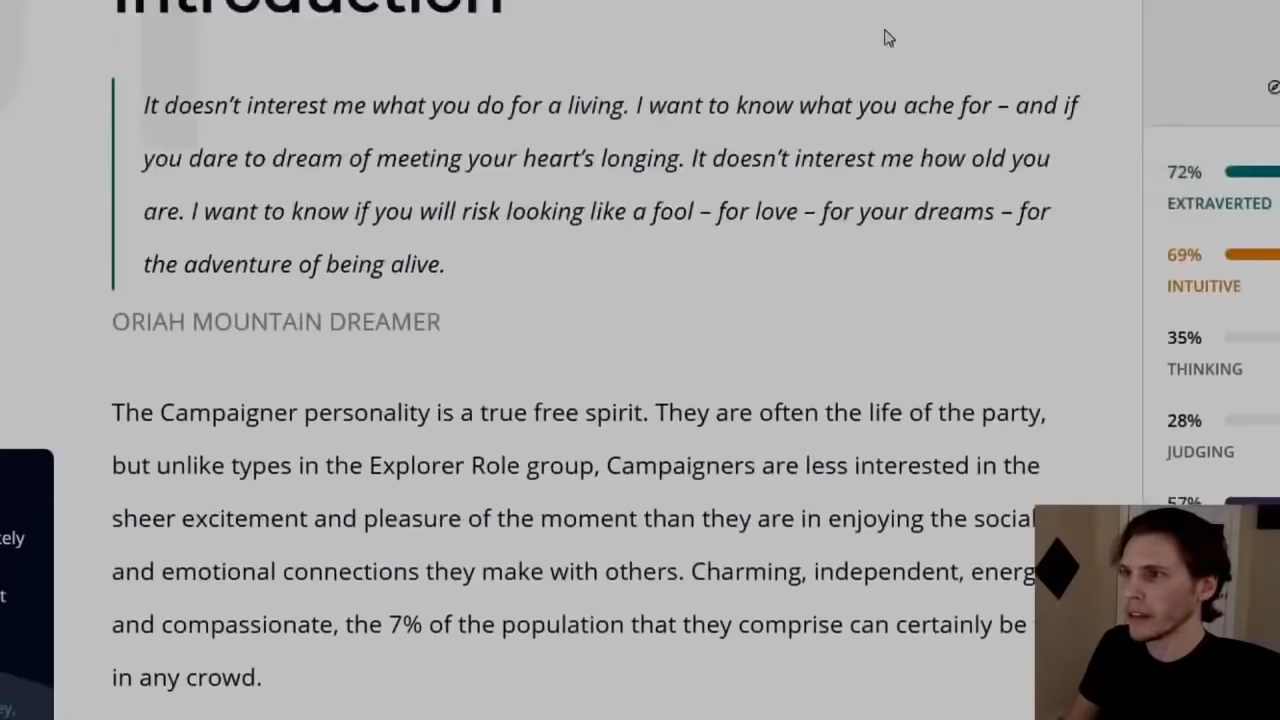 Introduction
It doesn't interest me what you do for a living. I want to know what you ache for – and if
you dare to dream of meeting your heart's longing. It doesn't interest me how old you
are. I want to know if you will risk looking like a fool – for love – for your dreams – for
the adventure of being alive.
ORIAH MOUNTAIN DREAMER
The Campaigner personality is a true free spirit. They are often the life of the party,
but unlike types in the Explorer Role group, Campaigners are less interested in the
sheer excitement and pleasure of the moment than they are in enjoying the social
and emotional connections they make with others. Charming, independent, energ
and compassionate, the 7% of the population that they comprise can certainly be
in any crowd.
72%
EXTRAVERTED
69%
INTUITIVE
35%
THINKING
28%
JUDGING
57%